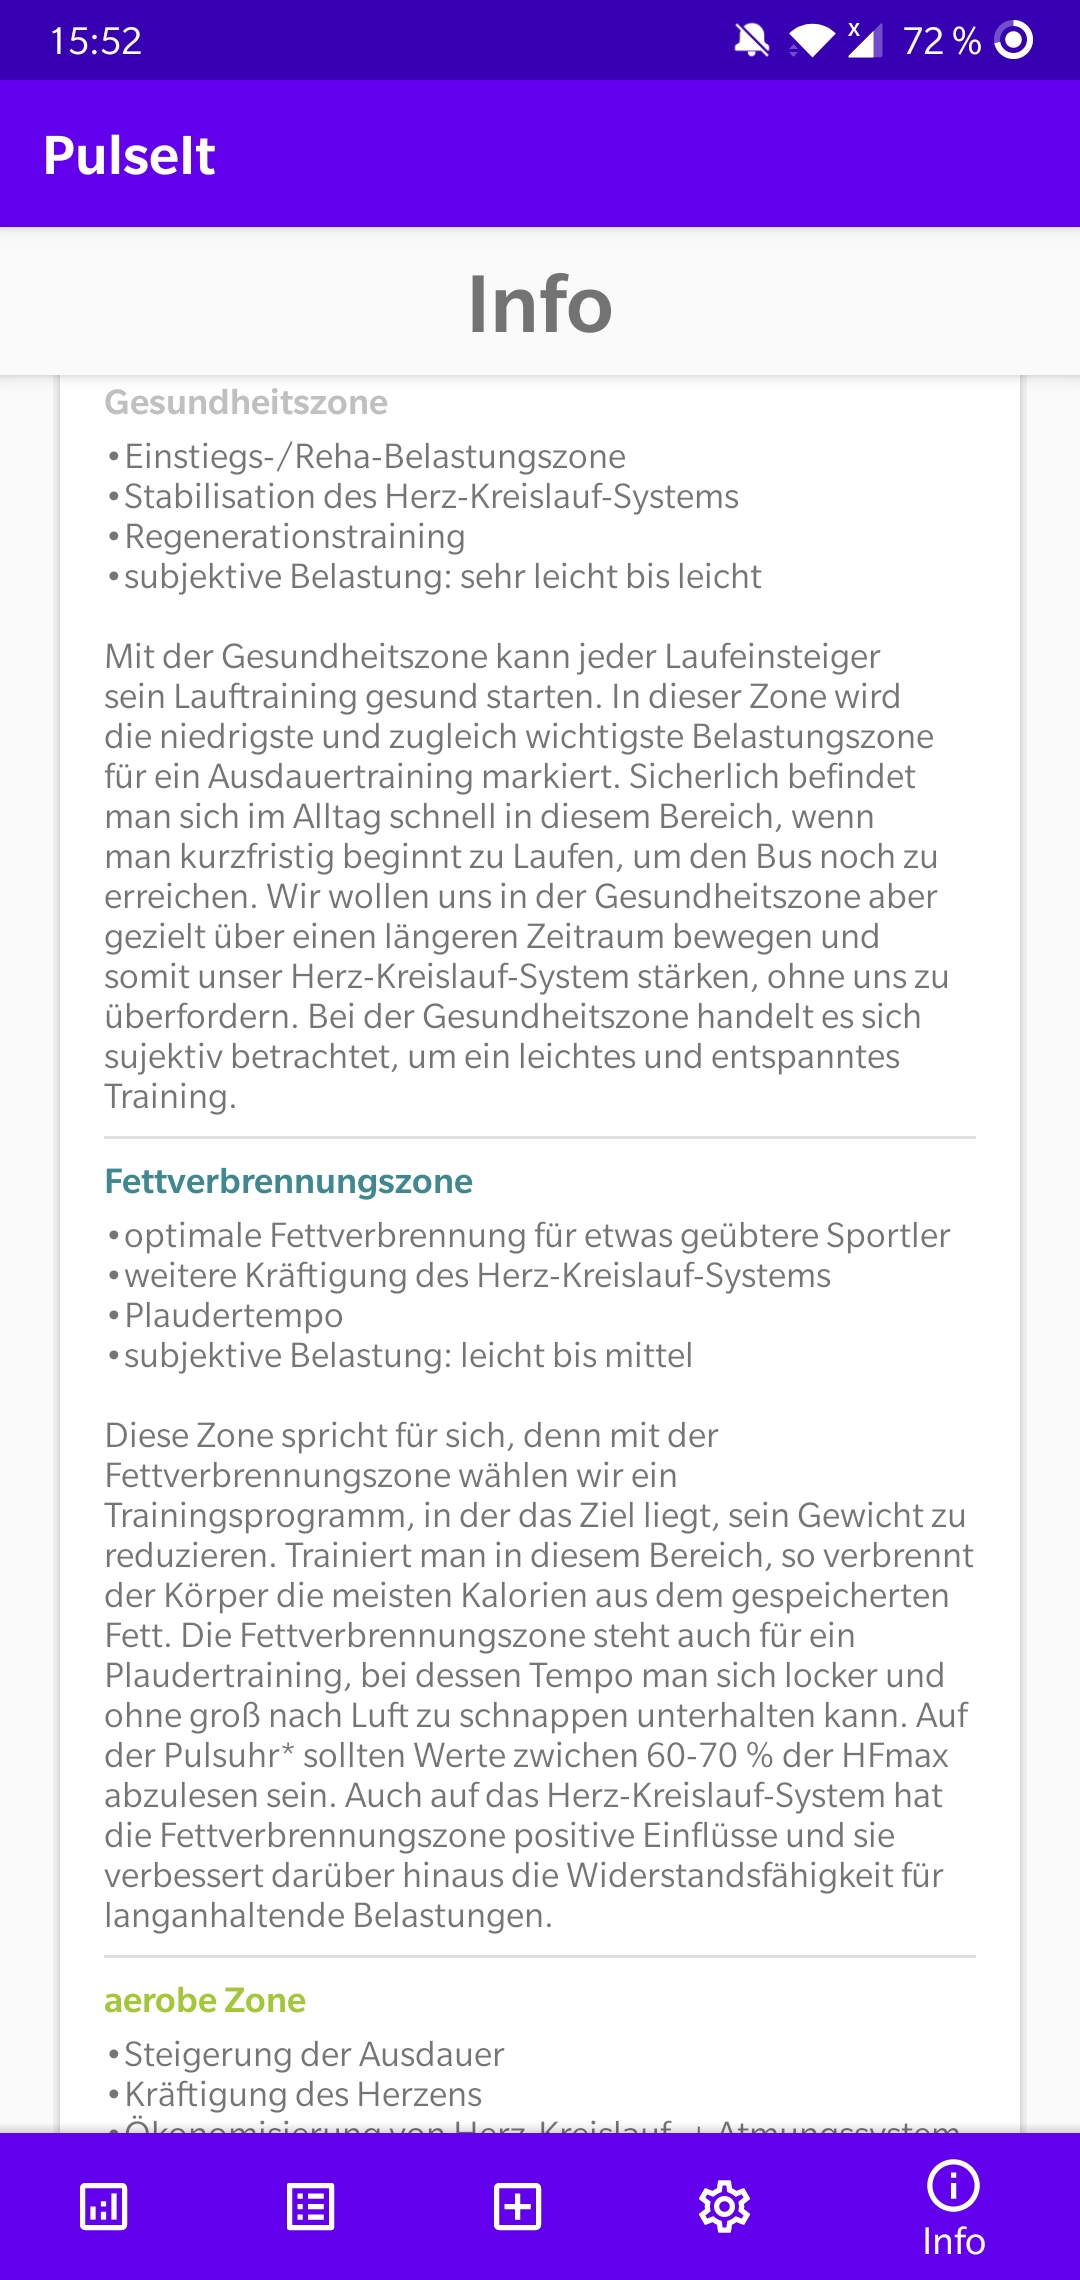 15:52
x
72 %
PulseIt
Info
Gesundheitszone
•Einstiegs-/Reha-Belastungszone
•Stabilisation des Herz-Kreislauf-Systems
•Regenerationstraining
•subjektive Belastung: sehr leicht bis leicht
Mit der Gesundheitszone kann jeder Laufeinsteiger
sein Lauftraining gesund starten. In dieser Zone wird
die niedrigste und zugleich wichtigste Belastungszone
für ein Ausdauertraining markiert. Sicherlich befindet
man sich im Alltag schnell in diesem Bereich, wenn
man kurzfristig beginnt zu Laufen, um den Bus noch zu
erreichen. Wir wollen uns in der Gesundheitszone aber
gezielt über einen längeren Zeitraum bewegen und
somit unser Herz-Kreislauf-System stärken, ohne uns zu
überfordern. Bei der Gesundheitszone handelt es sich
sujektiv betrachtet, um ein leichtes und entspanntes
Training.
Fettverbrennungszone
•optimale Fettverbrennung für etwas geübtere Sportler
•weitere Kräftigung des Herz-Kreislauf-Systems
•Plaudertempo
•subjektive Belastung: leicht bis mittel
Diese Zone spricht für sich, denn mit der
Fettverbrennungszone wählen wir ein
Trainingsprogramm, in der das Ziel liegt, sein Gewicht zu
reduzieren. Trainiert man in diesem Bereich, so verbrennt
der Körper die meisten Kalorien aus dem gespeicherten
Fett. Die Fettverbrennungszone steht auch für ein
Plaudertraining, bei dessen Tempo man sich locker und
ohne groß nach Luft zu schnappen unterhalten kann. Auf
der Pulsuhr* sollten Werte zwichen 60-70 % der HFmax
abzulesen sein. Auch auf das Herz-Kreislauf-System hat
die Fettverbrennungszone positive Einflüsse und sie
verbessert darüber hinaus die Widerstandsfähigkeit für
langanhaltende Belastungen.
aerobe Zone
•Steigerung der Ausdauer
•Kräftigung des Herzens
•Ökonomisierung von Herz-Kreislauf- + Atmungssystem
Info